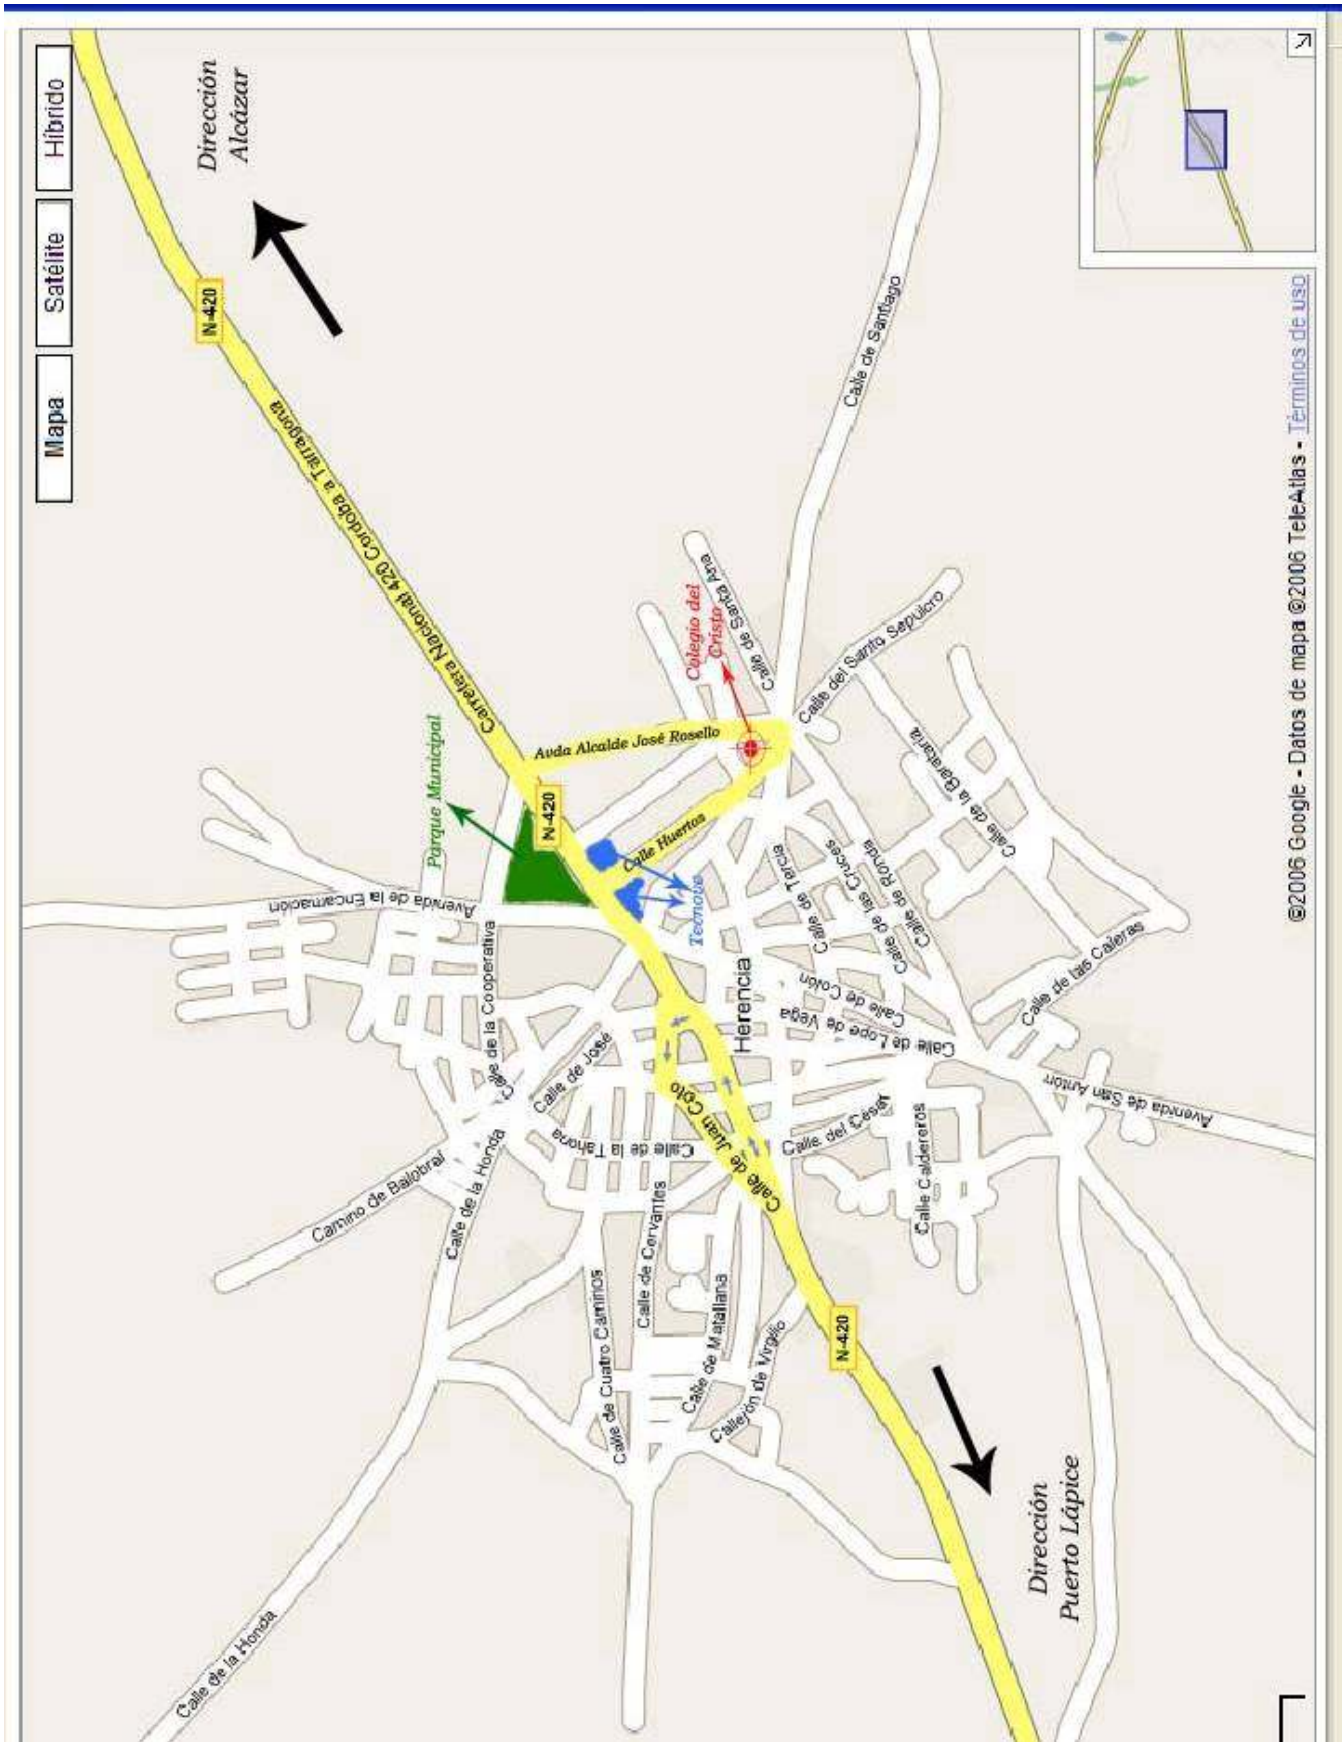 Mapa
Satélite
Híbrido
Dirección
Alcázar
N-420
Carretera Nacional 420 Cordoba a Tarragona
Parque Municipal
N-420
Avda Alcalde José Rosello
Colegio del
Cristo
Calle de Santa Ana
Calle de Santiago
Calle del Santo Sepulcro
Calle Huertos
Tecnove
Avenida de la Encarnación
Calle de la Cooperativa
Calle de José
Calle de la Tahona
Calle de Juan Coto
Herencia
Calle de Tercia
Calle de las Cruces
Calle de Ronda
Calle de la Barataria
Calle
Calle de Colón
Calle de Lope de Vega
Calle de las Caleras
Avenida de San Antón
Calle del César
Calle Caldereros
Camino de Balobral
Calle de la Honda
Calle de Cervantes
Calle de Cuatro Caminos
Calle de Matallana
Callejón de Virgilio
N-420
Calle de la Honda
Dirección
Puerto Lápice
©2006 Google - Datos de mapa ©2006 TeleAtlas - Términos de uso